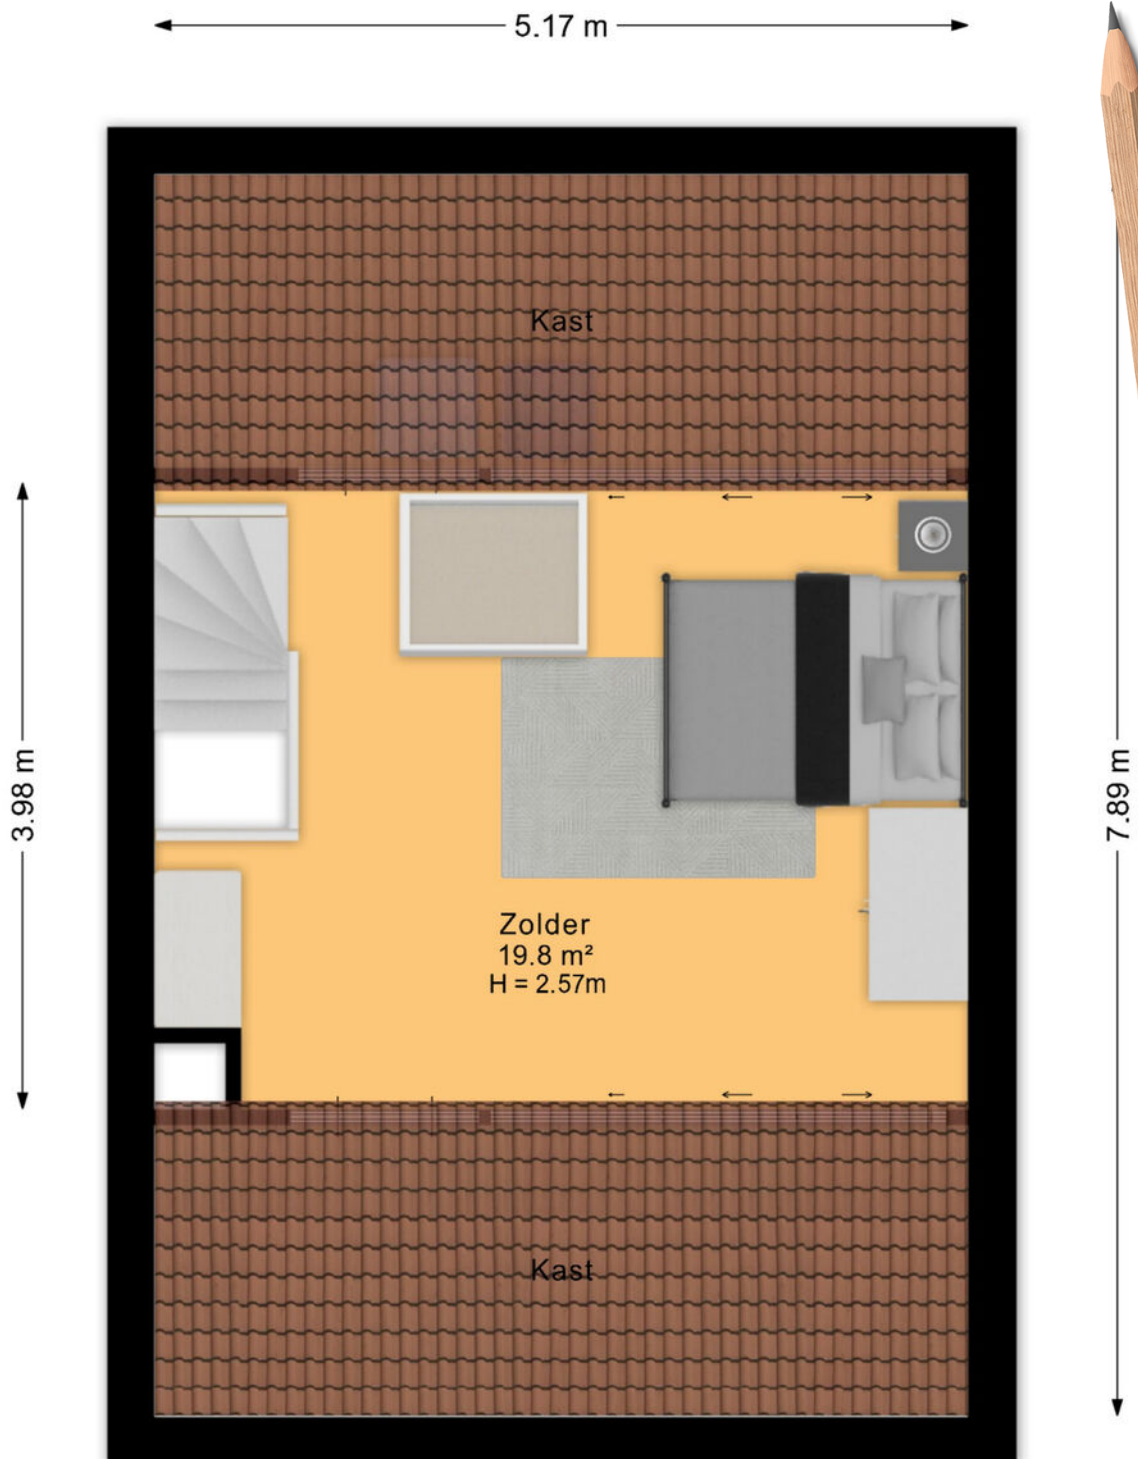 5.17 m
Kast
3.98 m
7.89 m
Zolder
19.8 m²
H = 2.57m
Kast